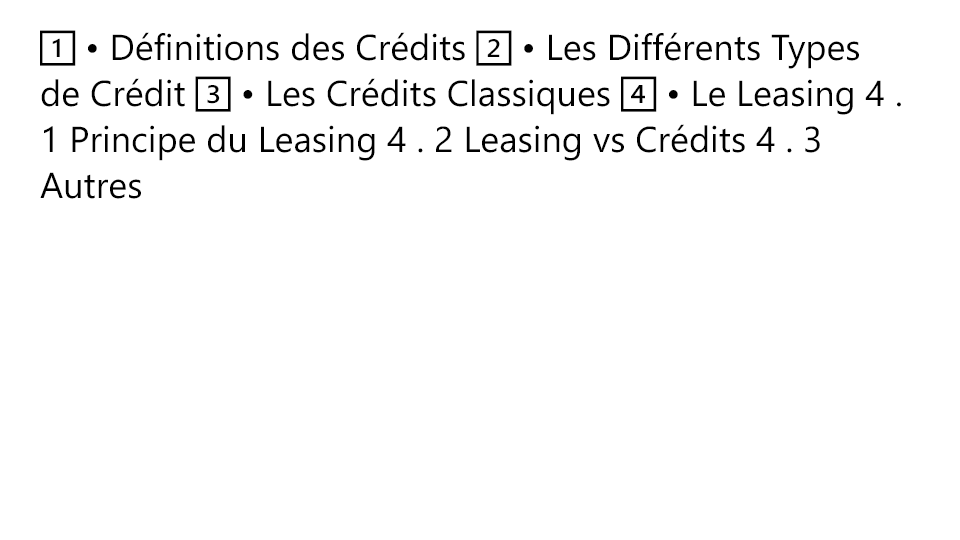 1️⃣ • Définitions des Crédits 2️⃣ • Les Différents Types
de Crédit 3️⃣ • Les Crédits Classiques 4️⃣ • Le Leasing 4 .
1 Principe du Leasing 4 . 2 Leasing vs Crédits 4 . 3
Autres